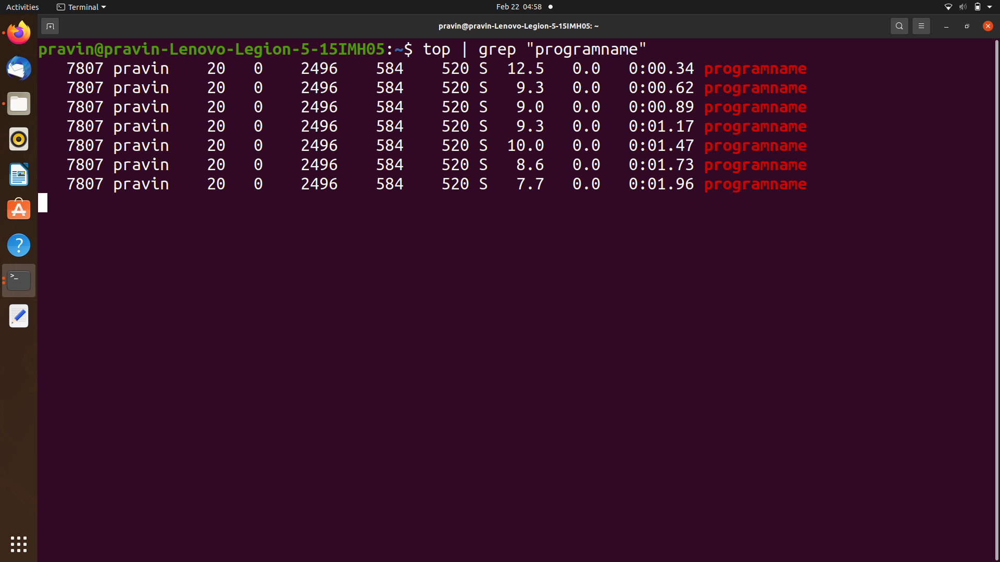 Activities Terminal Feb 22 04:58
pravin@pravin-Lenovo-Legion-5-15IMH05: ~
pravin@pravin-Lenovo-Legion-5-15IMH05:~$ top | grep "programname"
7807 pravin 20 0 2496 584 520 S 12.5 0.0 0:00.34 programname
7807 pravin 20 0 2496 584 520 S 9.3 0.0 0:00.62 programname
7807 pravin 20 0 2496 584 520 S 9.0 0.0 0:00.89 programname
7807 pravin 20 0 2496 584 520 S 9.3 0.0 0:01.17 programname
7807 pravin 20 0 2496 584 520 S 10.0 0.0 0:01.47 programname
7807 pravin 20 0 2496 584 520 S 8.6 0.0 0:01.73 programname
7807 pravin 20 0 2496 584 520 S 7.7 0.0 0:01.96 programname